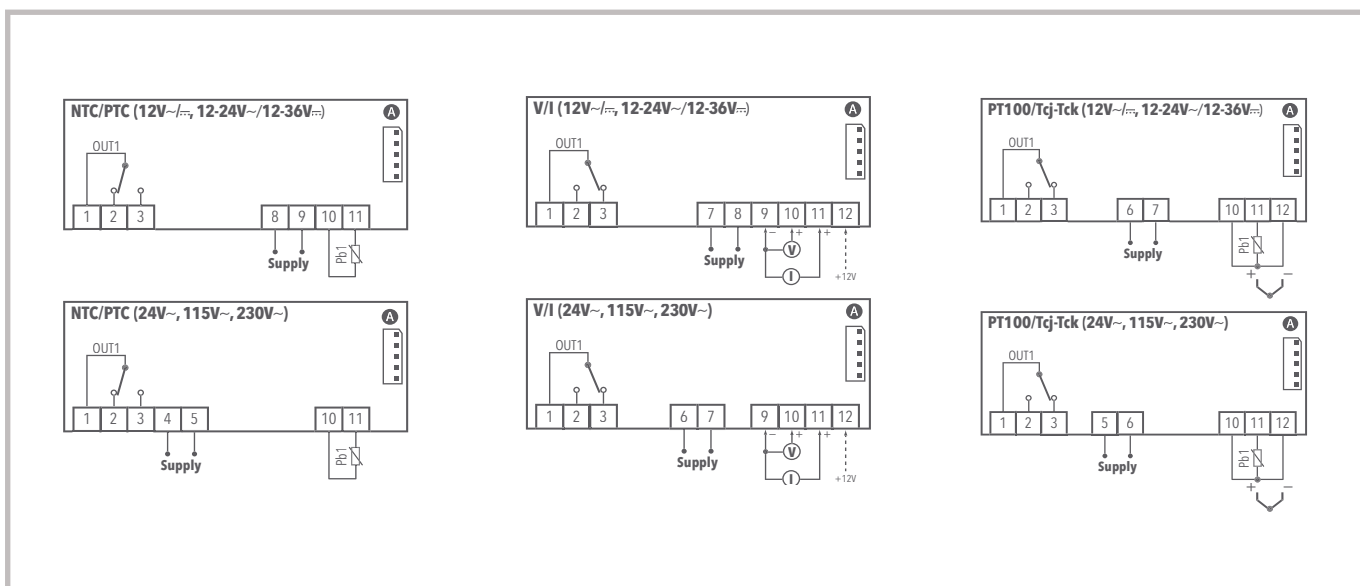 NTC/PTC (12V~/⎓, 12-24V~/12-36V⎓)
A
OUT1
1 2 3 8 9 10 11
Supply
Pb1
V/I (12V~/⎓, 12-24V~/12-36V⎓)
A
OUT1
1 2 3 7 8 9 10 11 12
− + +
V
Supply
I
+12V
PT100/Tcj-Tck (12V~/⎓, 12-24V~/12-36V⎓)
A
OUT1
1 2 3 6 7 10 11 12
Pb1
Supply
+ −
NTC/PTC (24V~, 115V~, 230V~)
A
OUT1
1 2 3 4 5 10 11
Supply
Pb1
V/I (24V~, 115V~, 230V~)
A
OUT1
1 2 3 6 7 9 10 11 12
− + +
V
Supply
I
+12V
PT100/Tcj-Tck (24V~, 115V~, 230V~)
A
OUT1
1 2 3 5 6 10 11 12
Pb1
Supply
+ −